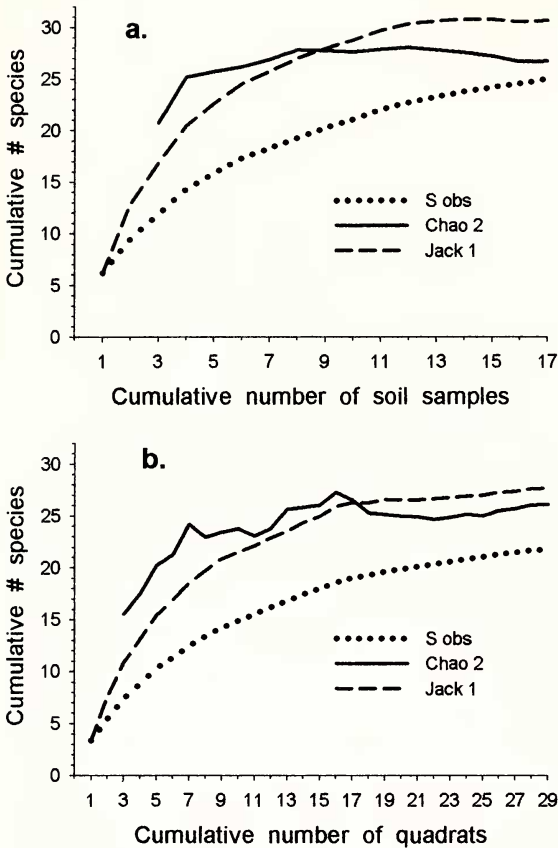 a.
Cumulative # species
30
25
20
15
10
5
0
S obs
Chao 2
Jack 1
1 3 5 7 9 11 13 15 17
Cumulative number of soil samples
b.
Cumulative # species
30
25
20
15
10
5
0
S obs
Chao 2
Jack 1
1 3 5 7 9 11 13 15 17 19 21 23 25 27 29
Cumulative number of quadrats